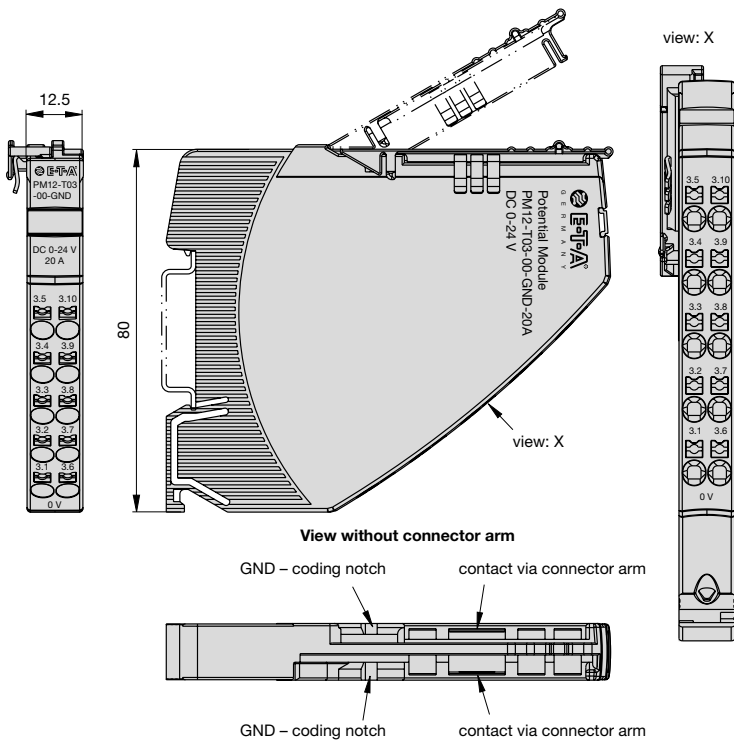 view: X
12.5
E-T-A
PM12-T03
-00-GND
DC 0-24 V
20 A
3.5 3.10
3.4 3.9
3.3 3.8
3.2 3.7
3.1 3.6
0 V
80
E-T-A®
GERMANY
Potential Module
PM12-T03-00-GND-20A
DC 0-24 V
view: X
3.5 3.10
3.4 3.9
3.3 3.8
3.2 3.7
3.1 3.6
0 V
View without connector arm
GND – coding notch contact via connector arm
GND – coding notch contact via connector arm